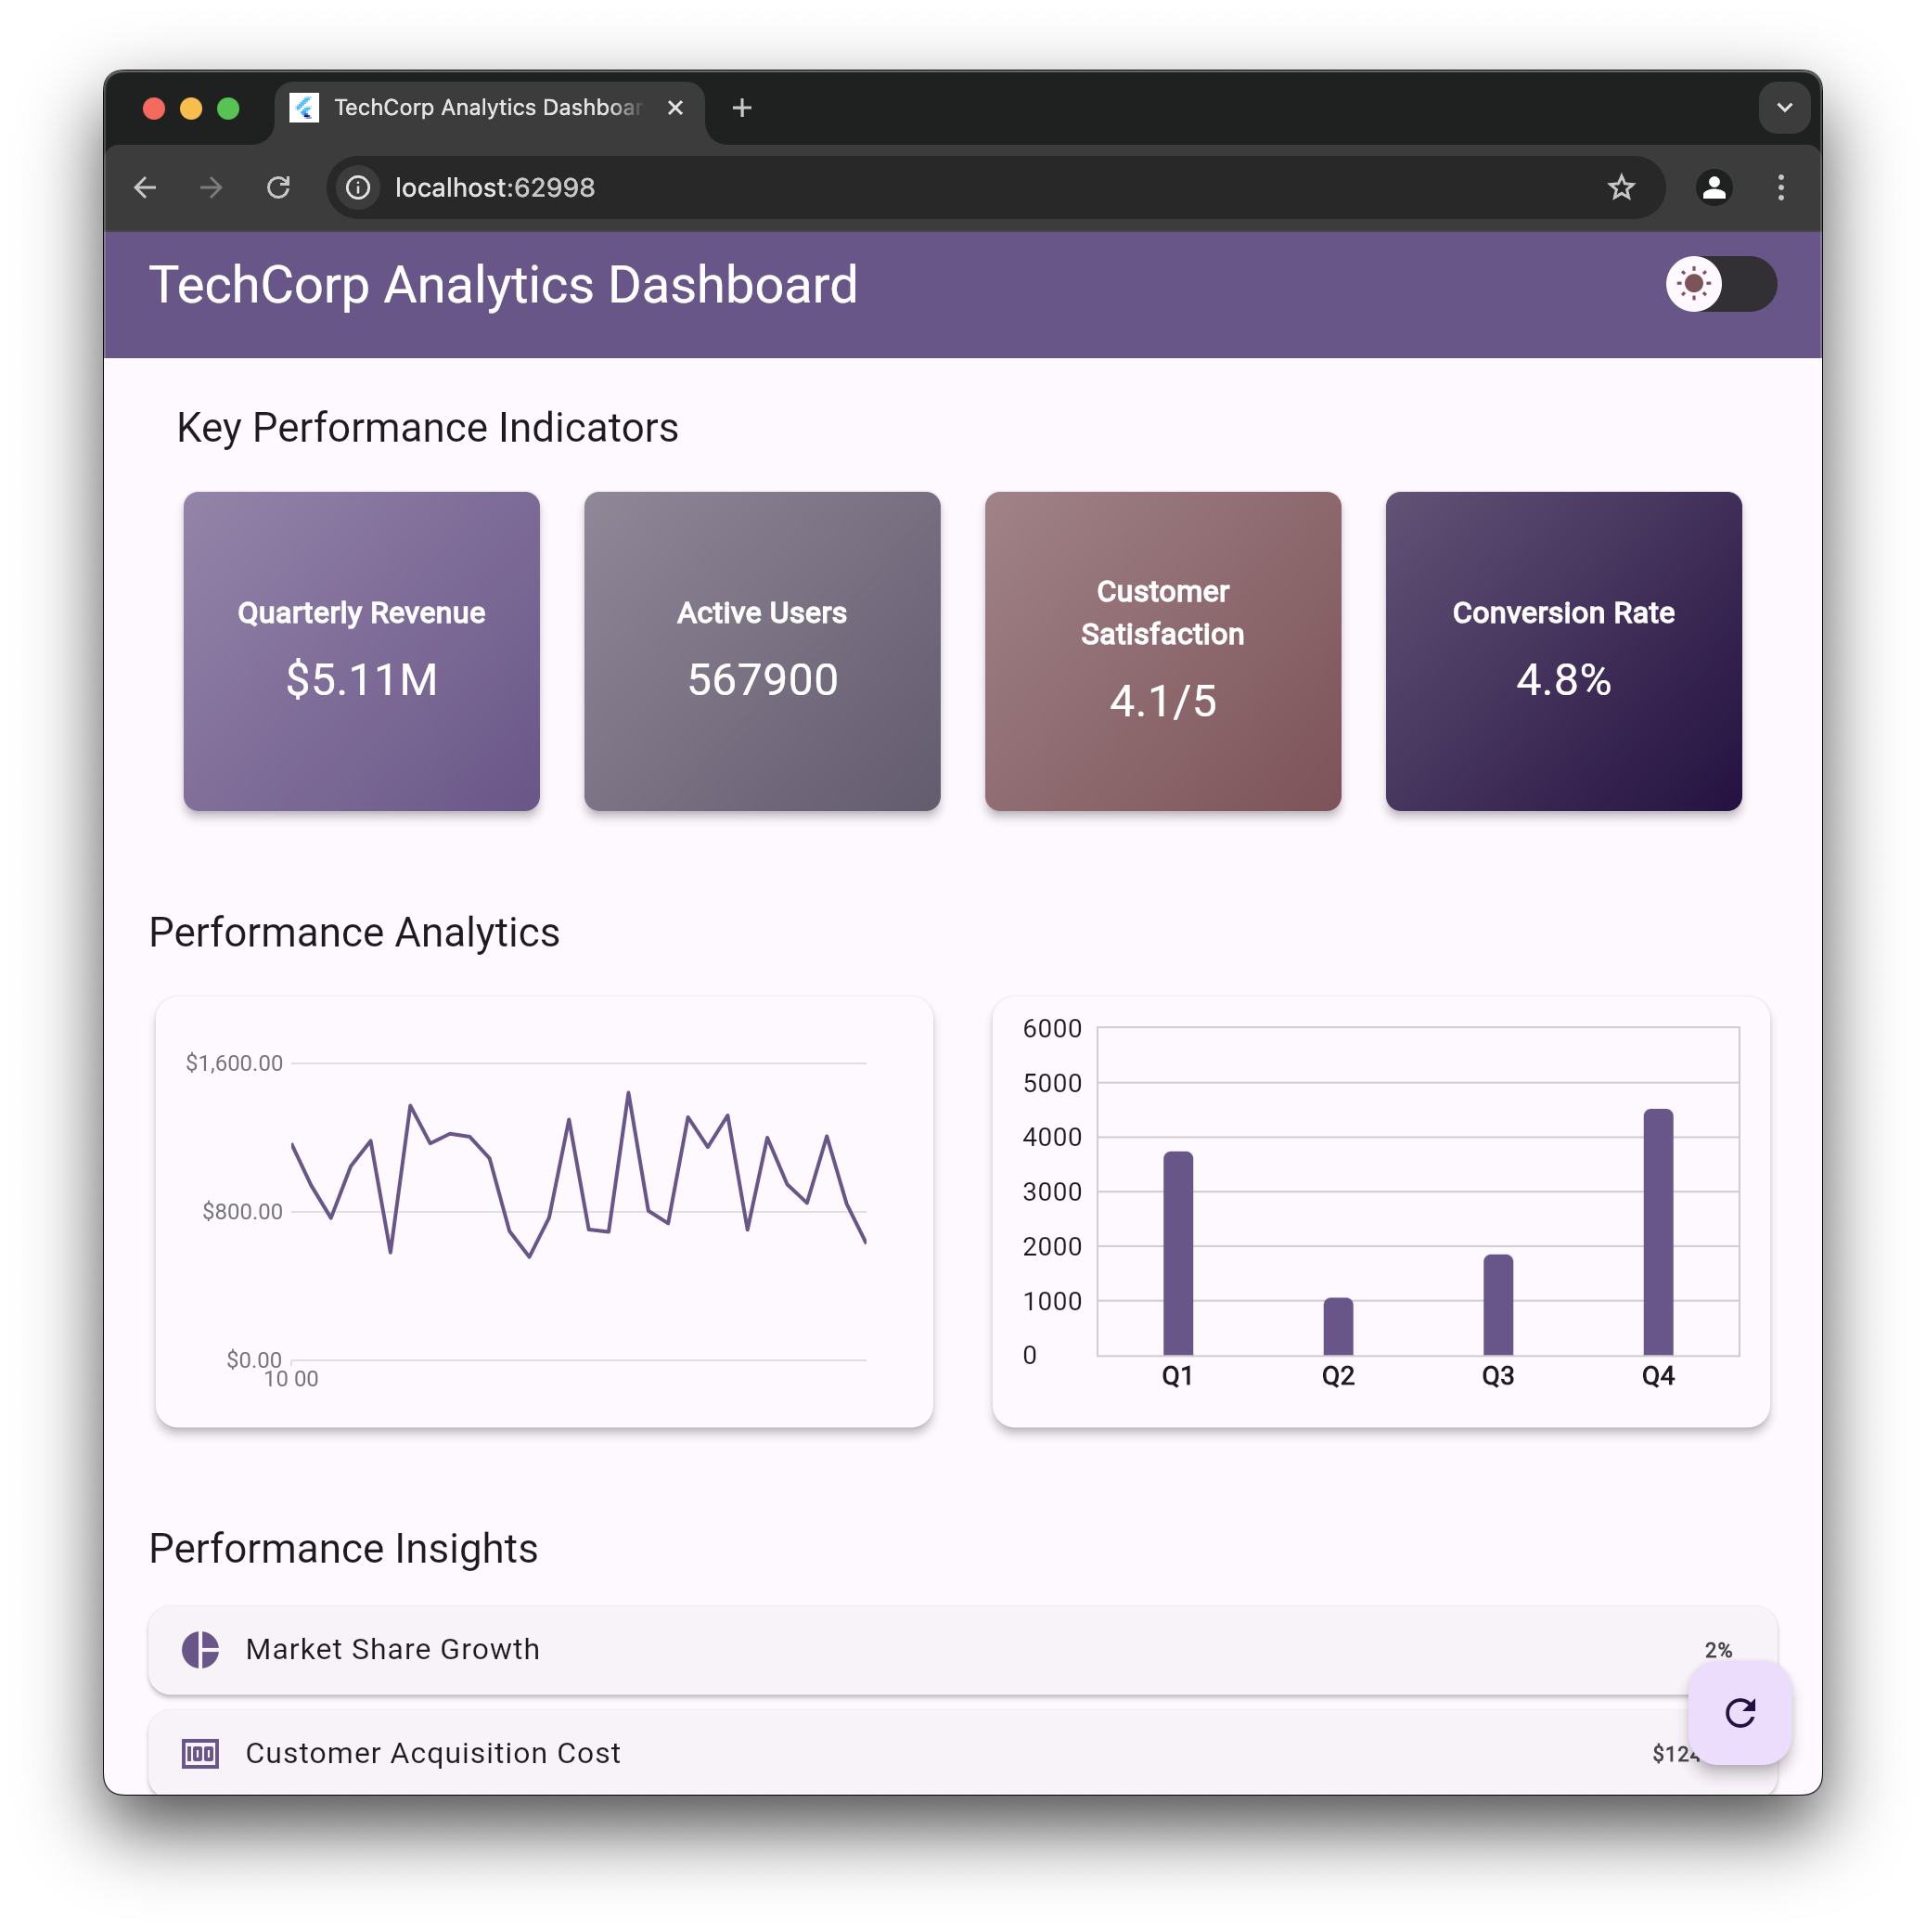 TechCorp Analytics Dashboar
localhost:62998
TechCorp Analytics Dashboard
Key Performance Indicators
Quarterly Revenue
$5.11M
Active Users
567900
Customer
Satisfaction
4.1/5
Conversion Rate
4.8%
Performance Analytics
$1,600.00
$800.00
$0.00
10 00
6000
5000
4000
3000
2000
1000
0
Q1 Q2 Q3 Q4
Performance Insights
Market Share Growth 2%
100 Customer Acquisition Cost